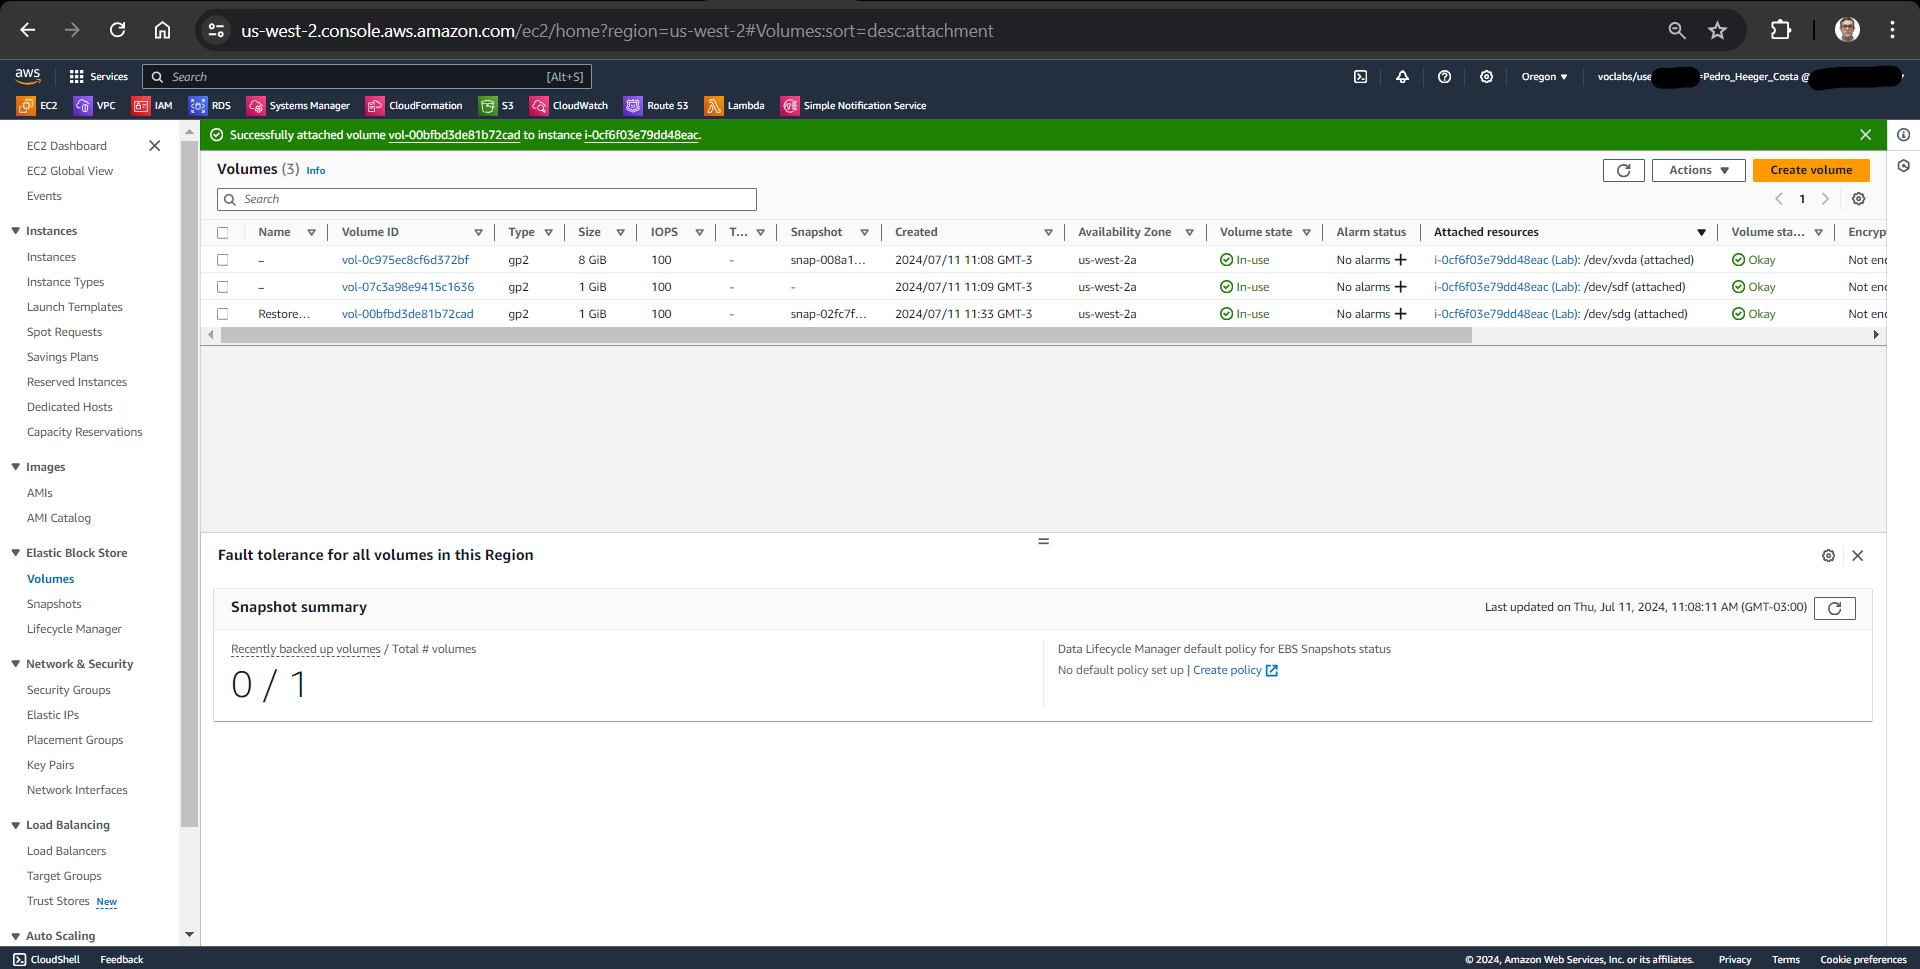 us-west-2.console.aws.amazon.com/ec2/home?region=us-west-2#Volumes:sort=desc:attachment
aws Services Search [Alt+S] Oregon voclabs/use =Pedro_Heeger_Costa @
EC2 VPC IAM RDS Systems Manager CloudFormation S3 CloudWatch Route 53 Lambda Simple Notification Service
EC2 Dashboard
EC2 Global View
Events
Instances
Instances
Instance Types
Launch Templates
Spot Requests
Savings Plans
Reserved Instances
Dedicated Hosts
Capacity Reservations
Images
AMIs
AMI Catalog
Elastic Block Store
Volumes
Snapshots
Lifecycle Manager
Network & Security
Security Groups
Elastic IPs
Placement Groups
Key Pairs
Network Interfaces
Load Balancing
Load Balancers
Target Groups
Trust Stores New
Auto Scaling
Successfully attached volume vol-00bfbd3de81b72cad to instance i-0cf6f03e79dd48eac.
Volumes (3) Info
Actions Create volume
Search
1
Name Volume ID Type Size IOPS T... Snapshot Created Availability Zone Volume state Alarm status Attached resources Volume sta... Encryp
– vol-0c975ec8cf6d372bf gp2 8 GiB 100 - snap-008a1... 2024/07/11 11:08 GMT-3 us-west-2a In-use No alarms i-0cf6f03e79dd48eac (Lab): /dev/xvda (attached) Okay Not enc
– vol-07c3a98e9415c1636 gp2 1 GiB 100 - - 2024/07/11 11:09 GMT-3 us-west-2a In-use No alarms i-0cf6f03e79dd48eac (Lab): /dev/sdf (attached) Okay Not enc
Restore... vol-00bfbd3de81b72cad gp2 1 GiB 100 - snap-02fc7f... 2024/07/11 11:33 GMT-3 us-west-2a In-use No alarms i-0cf6f03e79dd48eac (Lab): /dev/sdg (attached) Okay Not enc
Fault tolerance for all volumes in this Region
Snapshot summary
Last updated on Thu, Jul 11, 2024, 11:08:11 AM (GMT-03:00)
Recently backed up volumes / Total # volumes
0 / 1
Data Lifecycle Manager default policy for EBS Snapshots status
No default policy set up | Create policy
CloudShell Feedback © 2024, Amazon Web Services, Inc. or its affiliates. Privacy Terms Cookie preferences